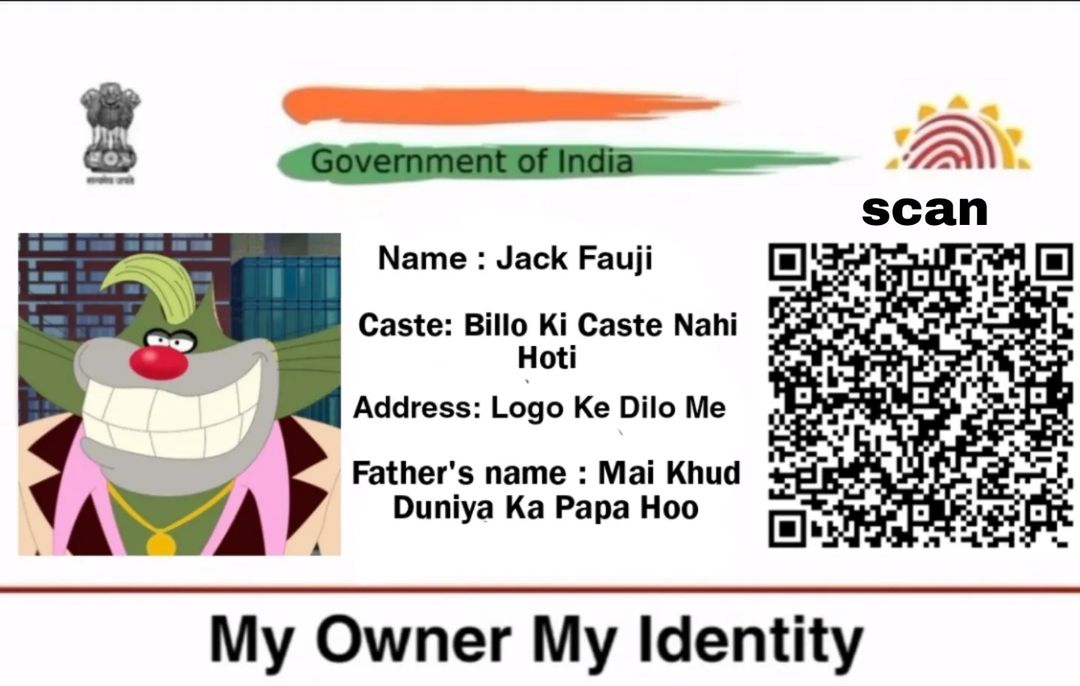 Government of India
scan
Name : Jack Fauji
Caste: Billo Ki Caste Nahi
Hoti
Address: Logo Ke Dilo Me
Father's name : Mai Khud
Duniya Ka Papa Hoo
My Owner My Identity